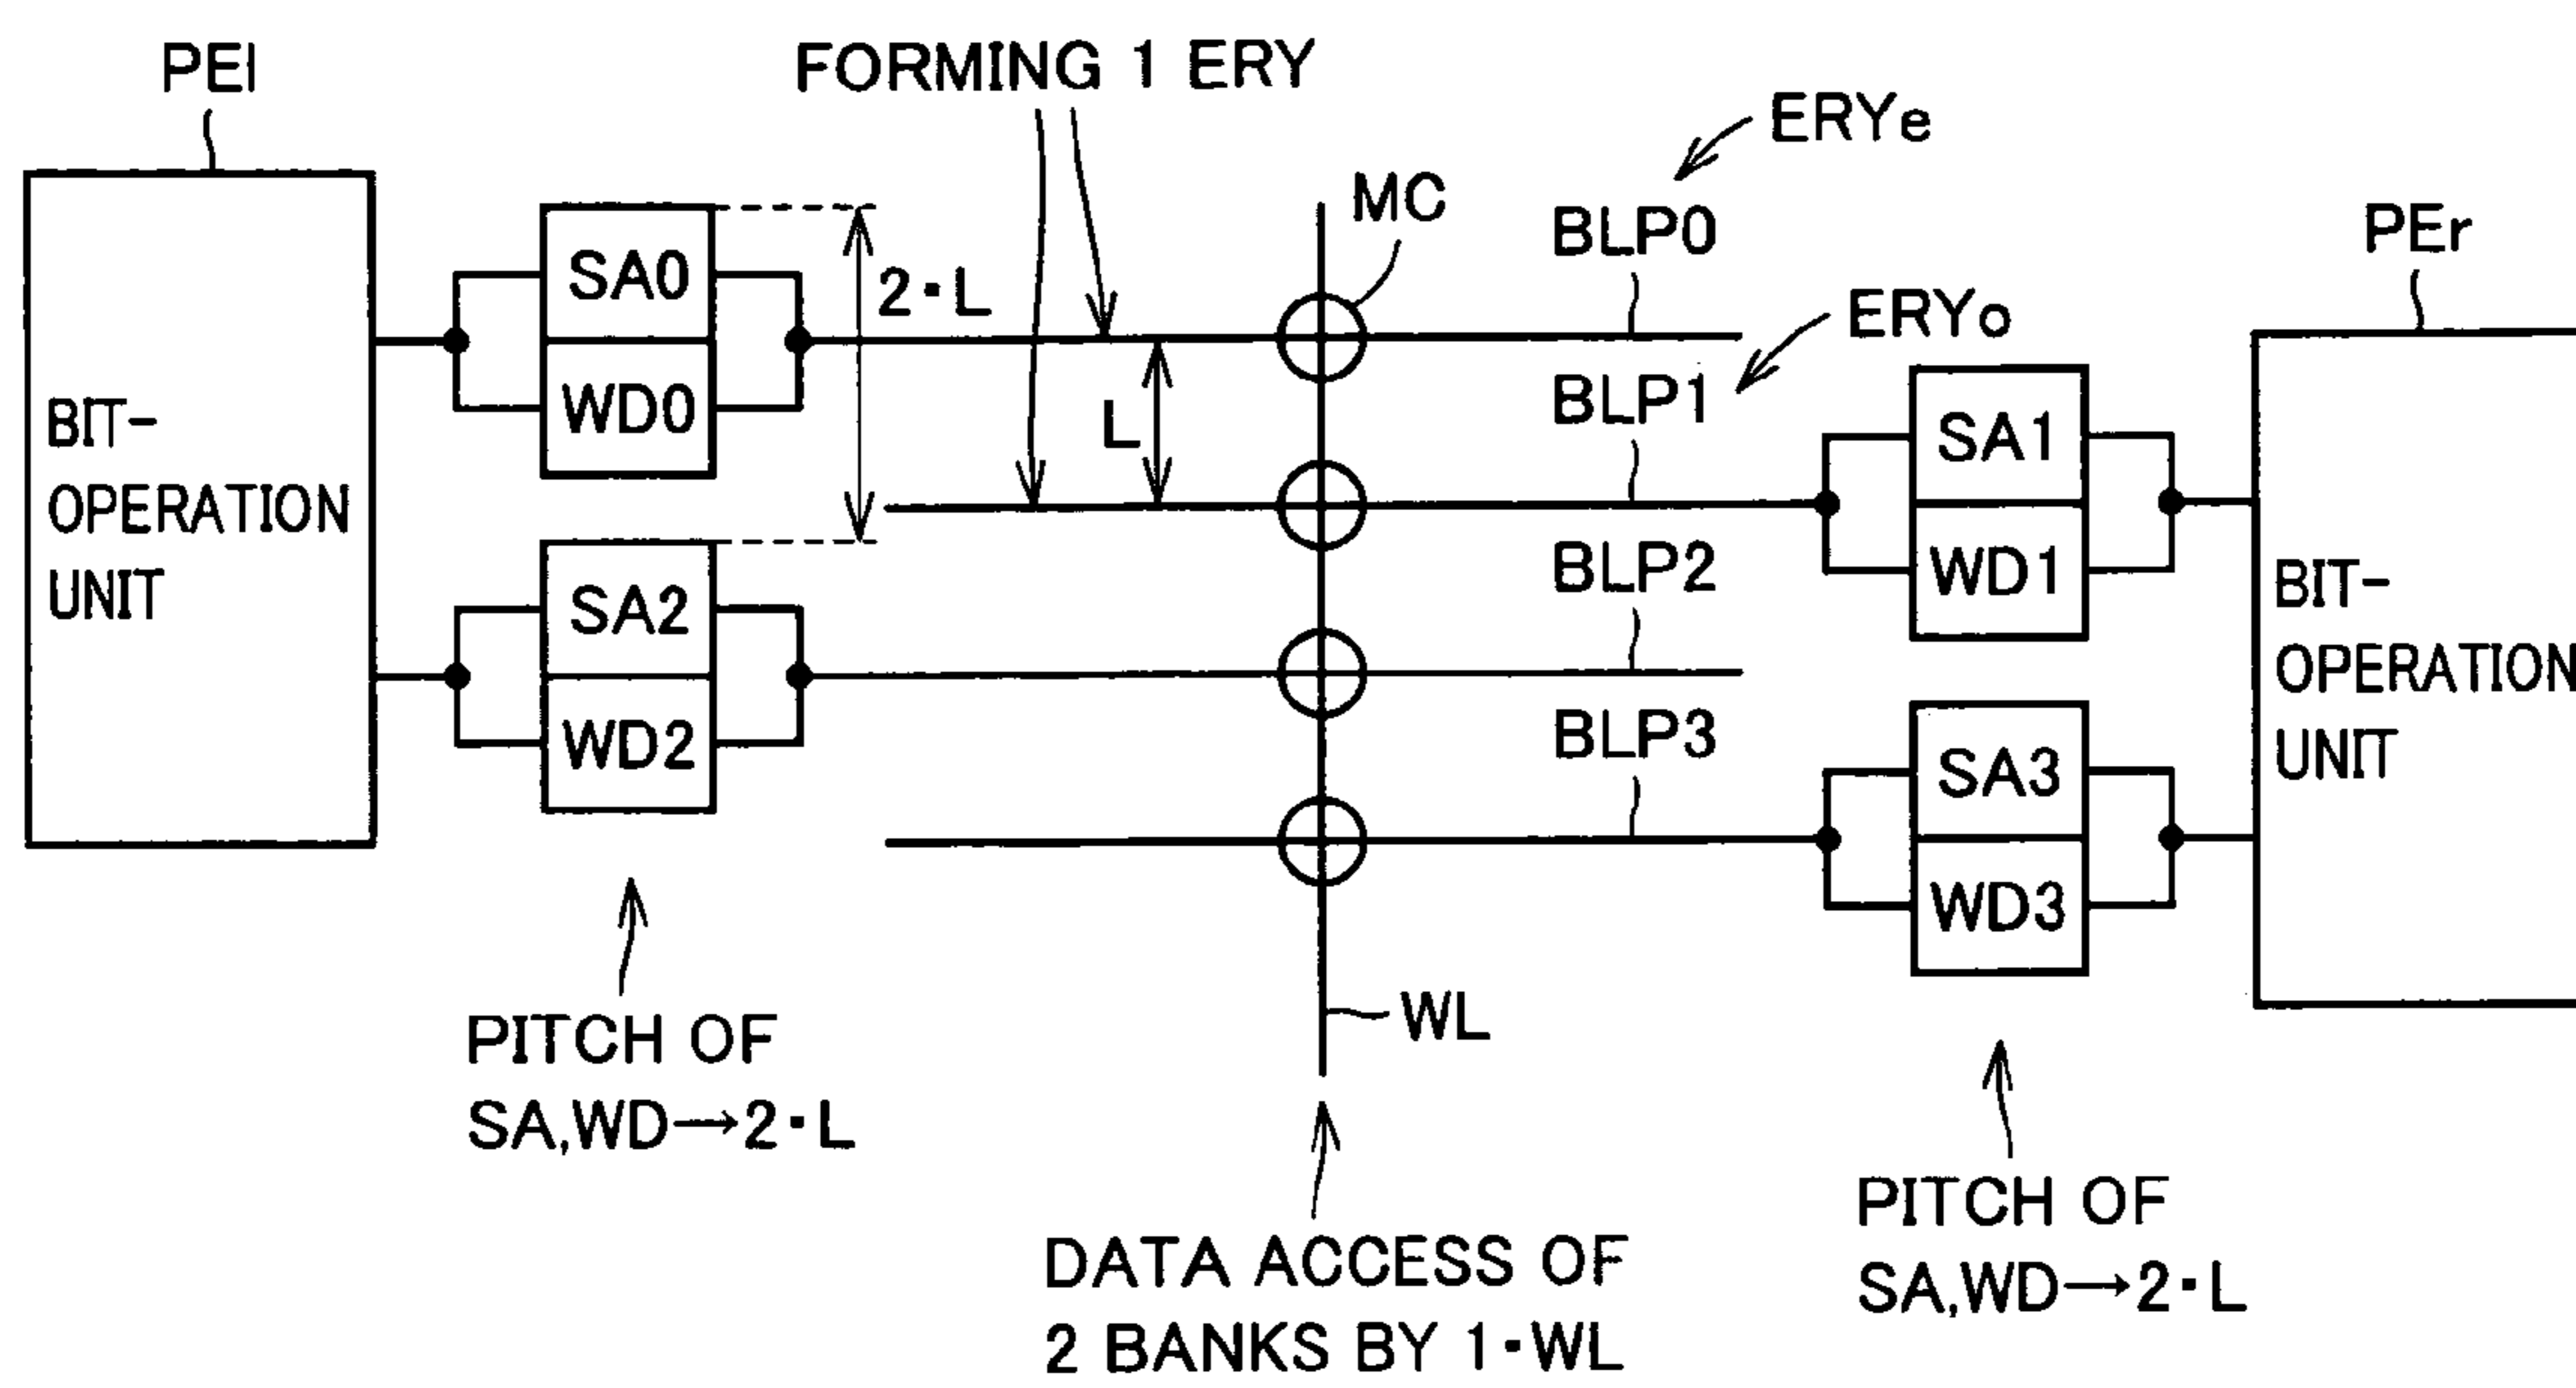 PEl
FORMING 1 ERY
ERYe
MC
BLP0
PEr
SA0
WD0
2·L
ERYo
BLP1
L
BIT-
OPERATION
UNIT
SA1
WD1
SA2
WD2
BLP2
BIT-
OPERATION
UNIT
BLP3
SA3
WD3
WL
PITCH OF
SA,WD→2·L
DATA ACCESS OF
2 BANKS BY 1·WL
PITCH OF
SA,WD→2·L